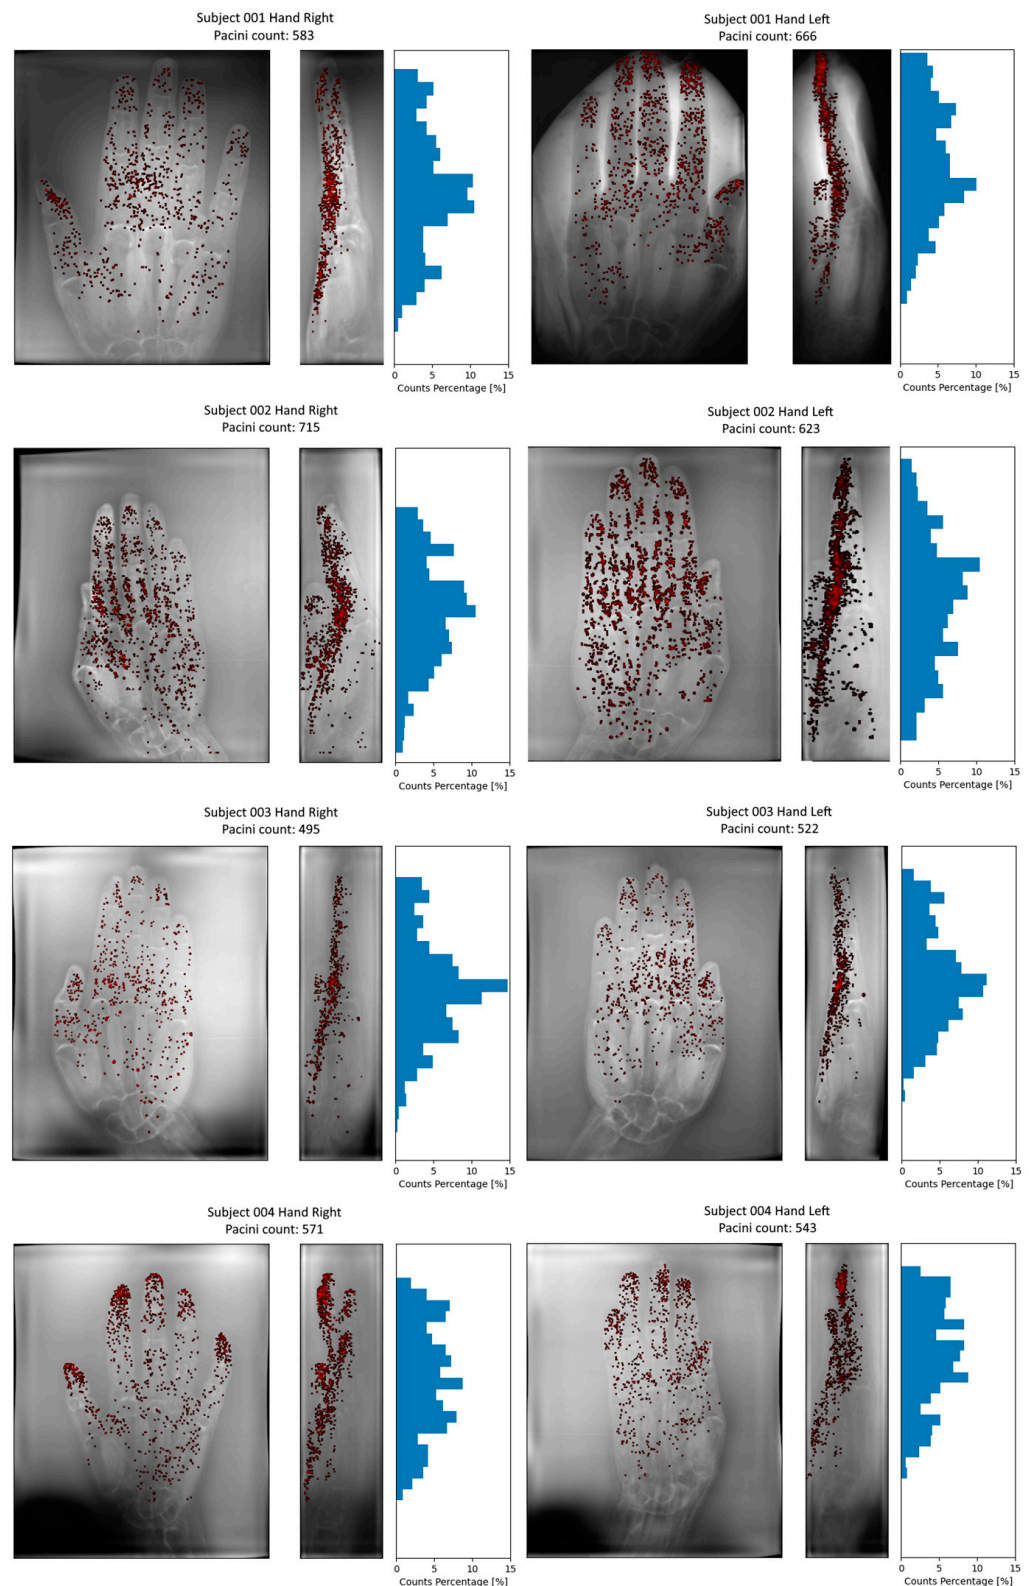 Subject 001 Hand Right
Pacini count: 583
Subject 001 Hand Left
Pacini count: 666
0 5 10 15
Counts Percentage [%]
0 5 10 15
Counts Percentage [%]
Subject 002 Hand Right
Pacini count: 715
Subject 002 Hand Left
Pacini count: 623
0 5 10 15
Counts Percentage [%]
0 5 10 15
Counts Percentage [%]
Subject 003 Hand Right
Pacini count: 495
Subject 003 Hand Left
Pacini count: 522
0 5 10 15
Counts Percentage [%]
0 5 10 15
Counts Percentage [%]
Subject 004 Hand Right
Pacini count: 571
Subject 004 Hand Left
Pacini count: 543
0 5 10 15
Counts Percentage [%]
0 5 10 15
Counts Percentage [%]